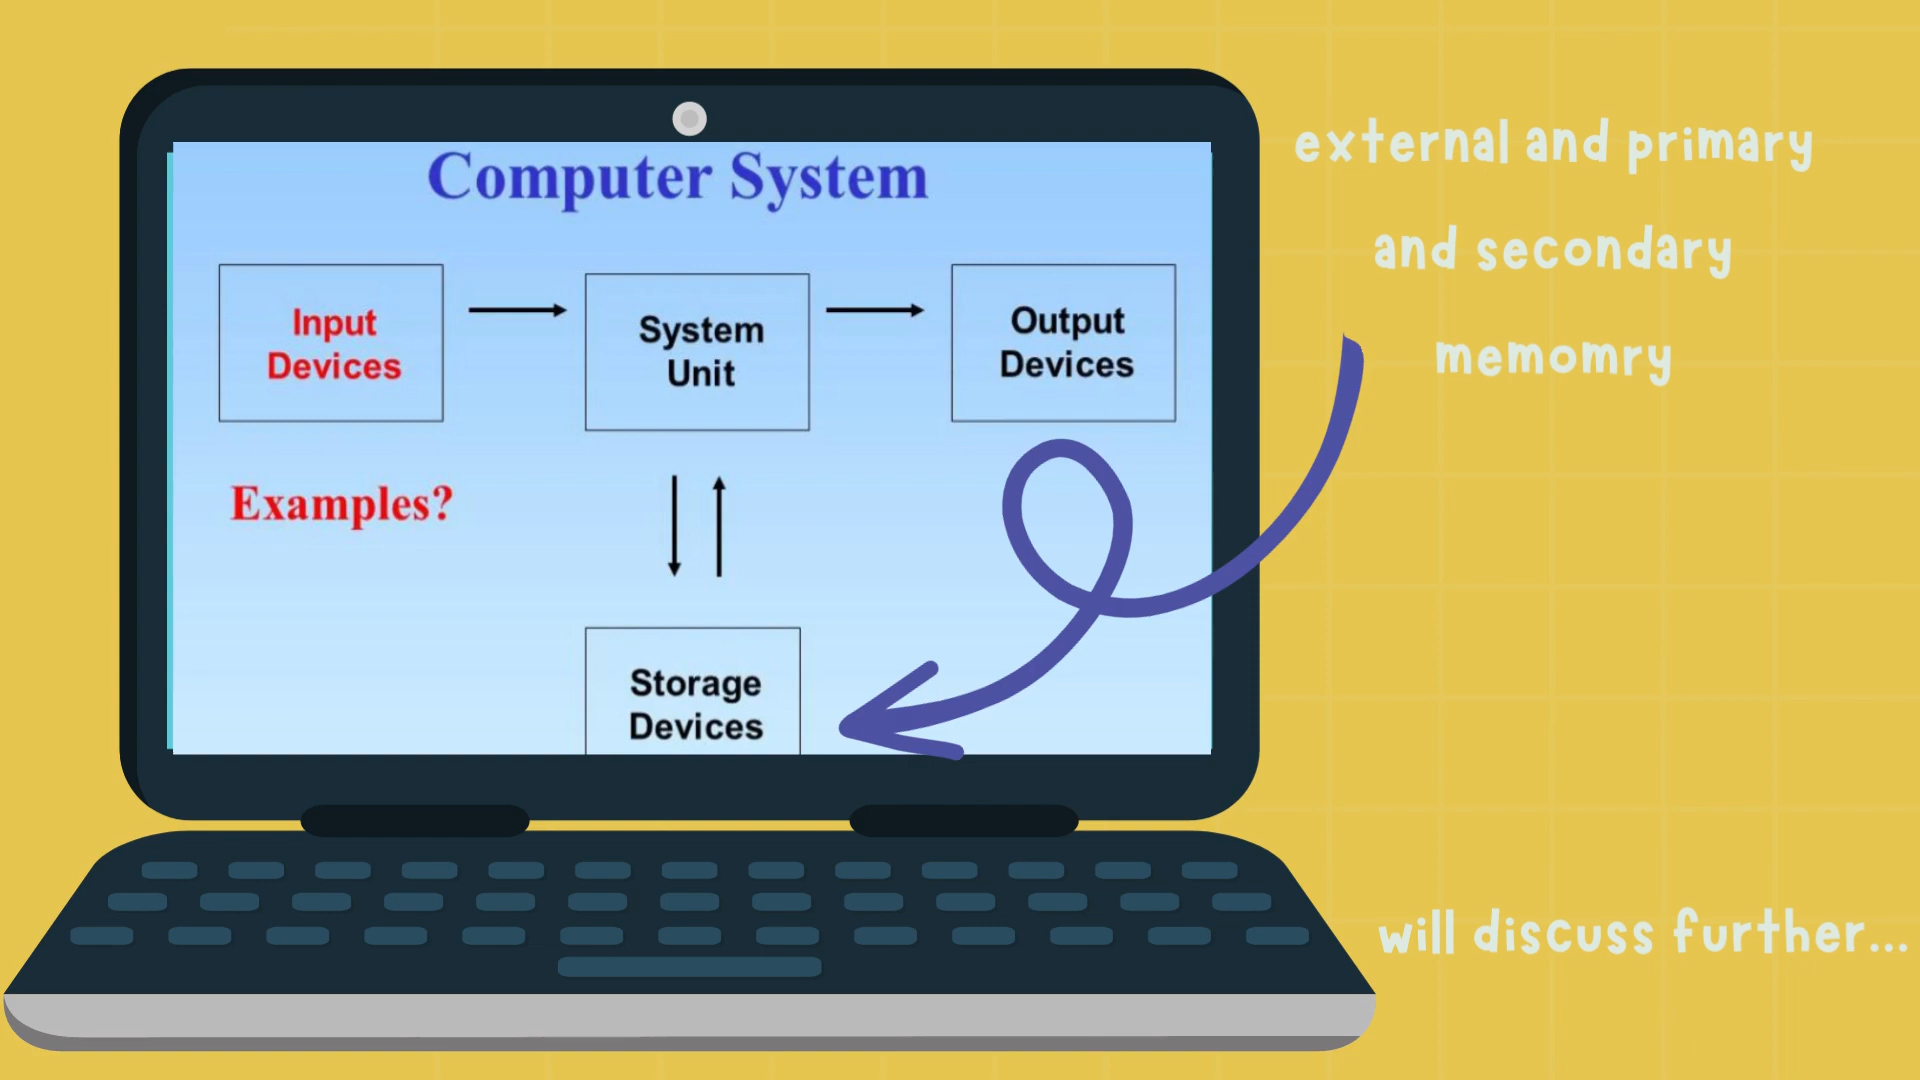 Computer System
Input
Devices
System
Unit
Output
Devices
Examples?
Storage
Devices
external and primary
and secondary
memomry
will discuss further...